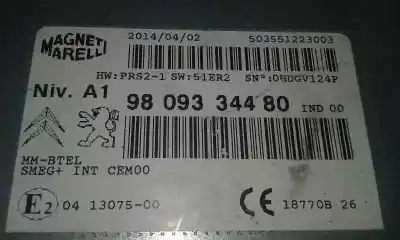 MAGNETI
MARELLI
2014/04/02
503551223003
HW:PRS2-1 SW:51ER2 SN°:0HDGV124P
Niv. A1
98 093 344 80 IND 00
MM-BTEL
SMEG+ INT CEM00
E2 04 13075-00
CE 18770B 26